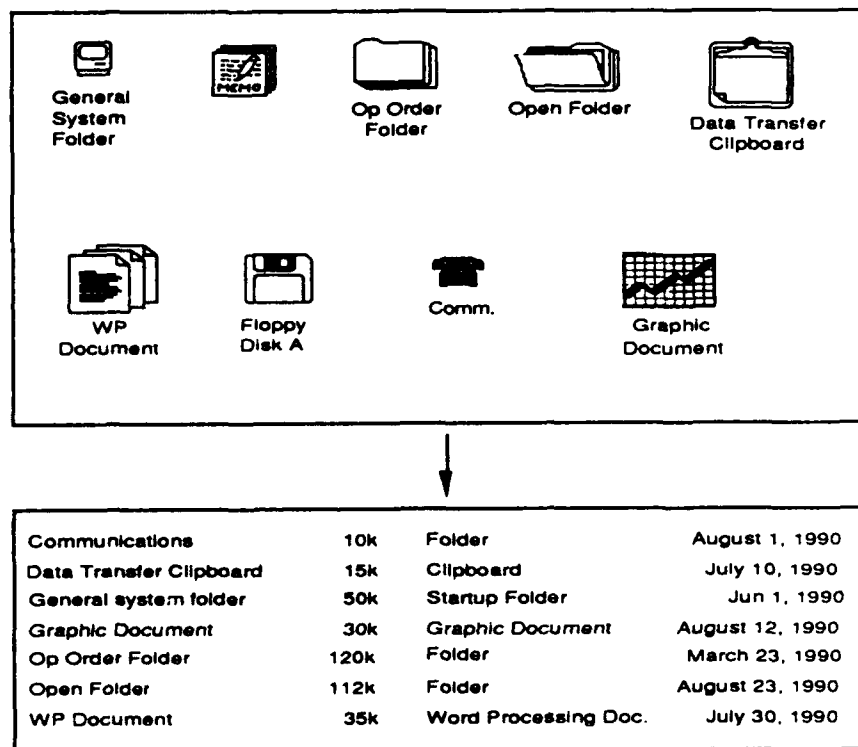 General
System
Folder
MEMO
Op Order
Folder
Open Folder
Data Transfer
Clipboard
WP
Document
Floppy
Disk A
Comm.
Graphic
Document
Communications 10k Folder August 1, 1990
Data Transfer Clipboard 15k Clipboard July 10, 1990
General system folder 50k Startup Folder Jun 1, 1990
Graphic Document 30k Graphic Document August 12, 1990
Op Order Folder 120k Folder March 23, 1990
Open Folder 112k Folder August 23, 1990
WP Document 35k Word Processing Doc. July 30, 1990